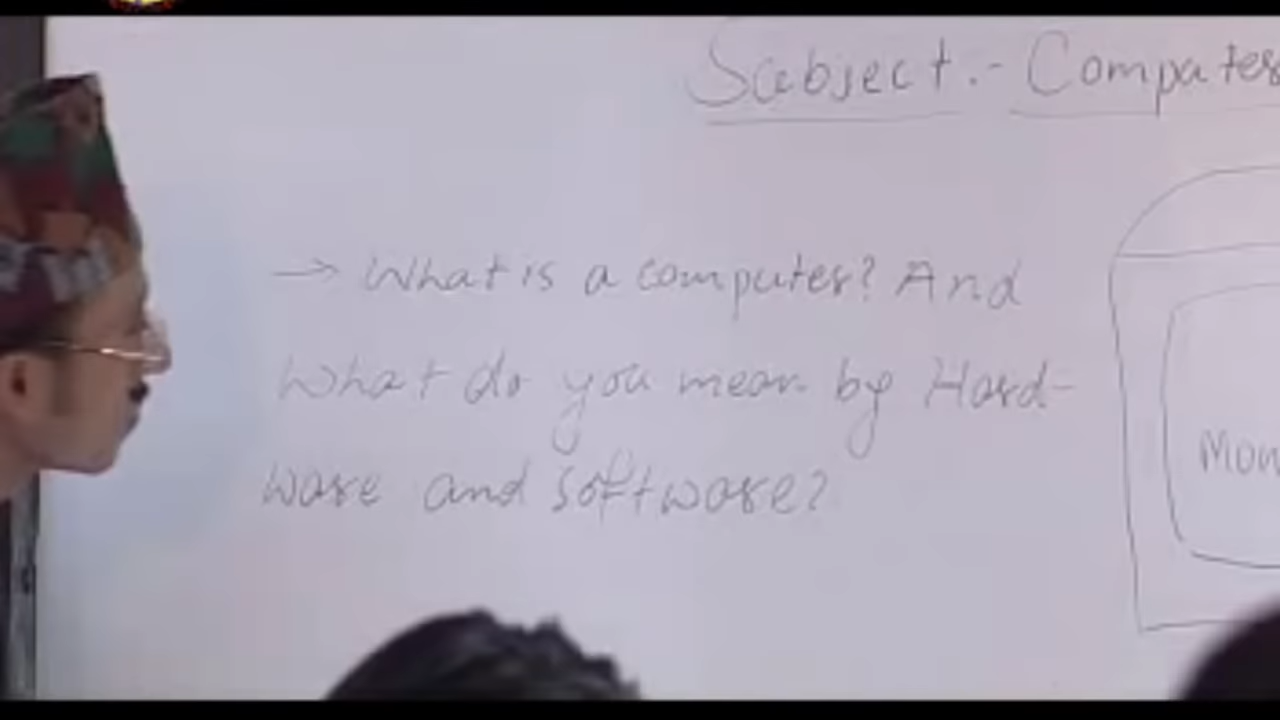 Subject:- Computer
→ What is a computer? And
what do you mean by Hard-
ware and software?
Mon